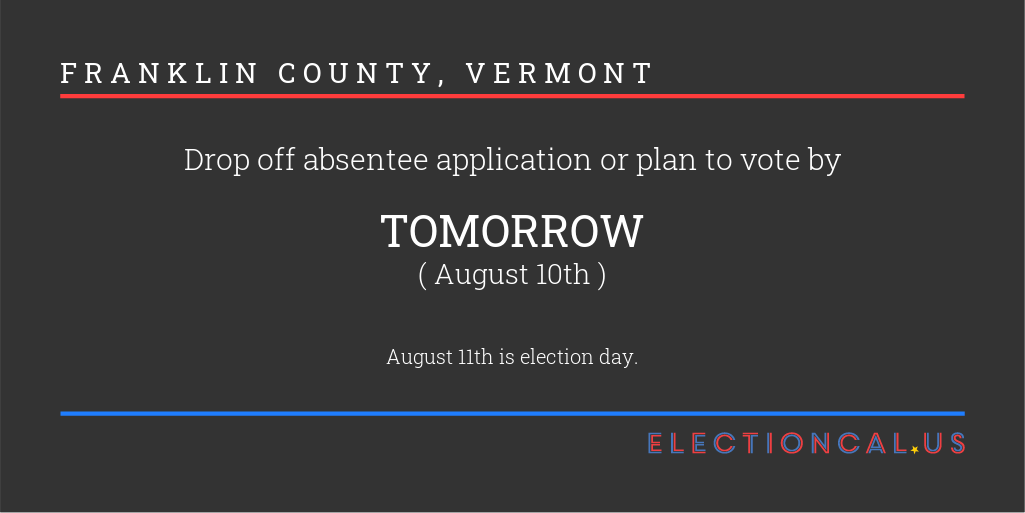 FRANKLIN COUNTY, VERMONT
Drop off absentee application or plan to vote by
TOMORROW
( August 10th )
August 11th is election day.
ELECTIONCAL.US